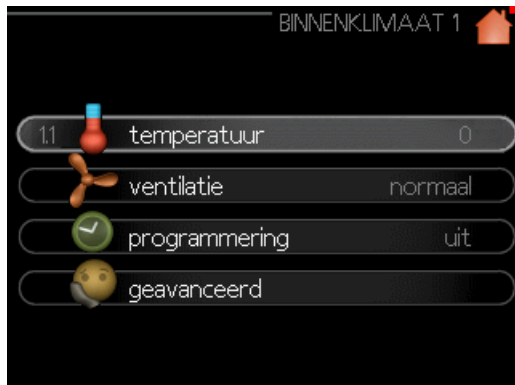 BINNENKLIMAAT 1
1.1 temperatuur 0
ventilatie normaal
programmering uit
geavanceerd